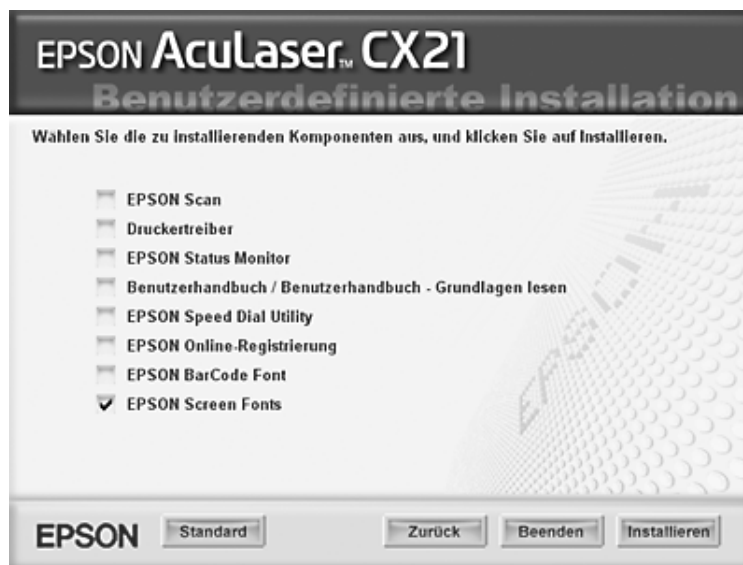 EPSON AcuLaser™ CX21
Benutzerdefinierte Installation
Wählen Sie die zu installierenden Komponenten aus, und klicken Sie auf Installieren.
EPSON Scan
Druckertreiber
EPSON Status Monitor
Benutzerhandbuch / Benutzerhandbuch - Grundlagen lesen
EPSON Speed Dial Utility
EPSON Online-Registrierung
EPSON BarCode Font
EPSON Screen Fonts
EPSON
EPSON
Standard
Zurück
Beenden
Installieren